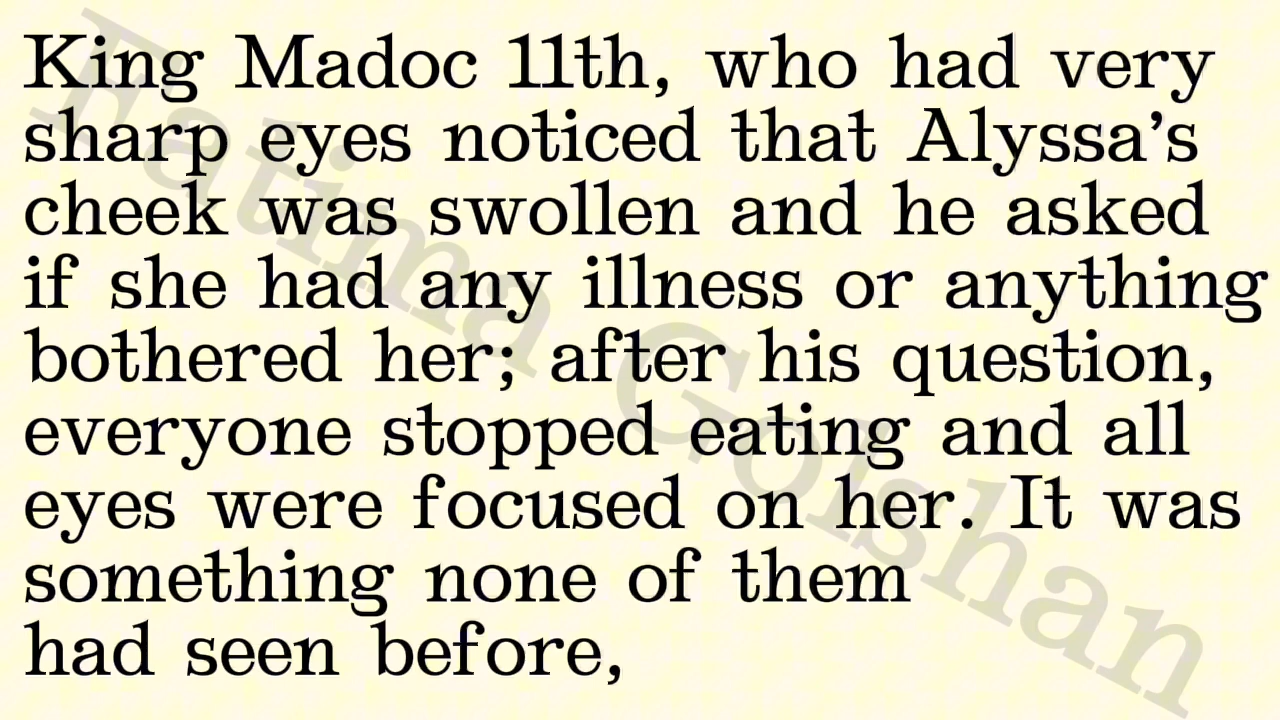 King Madoc 11th, who had very
sharp eyes noticed that Alyssa’s
cheek was swollen and he asked
if she had any illness or anything
bothered her; after his question,
everyone stopped eating and all
eyes were focused on her. It was
something none of them
had seen before,
Fatima Golshan